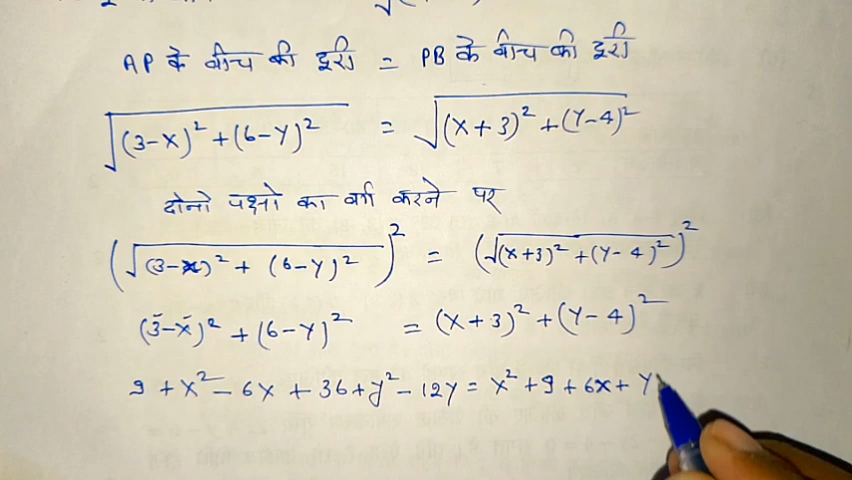 AP के बीच की दूरी = PB के बीच की दूरी
√(3-x)² + (6-y)² = √(x+3)² + (y-4)²
दोनो पक्षो का वर्ग करने पर
(√(3-x)² + (6-y)²)² = (√(x+3)² + (y-4)²)²
(3-x)² + (6-y)² = (x+3)² + (y-4)²
9 + x² - 6x + 36 + y² - 12y = x² + 9 + 6x + y